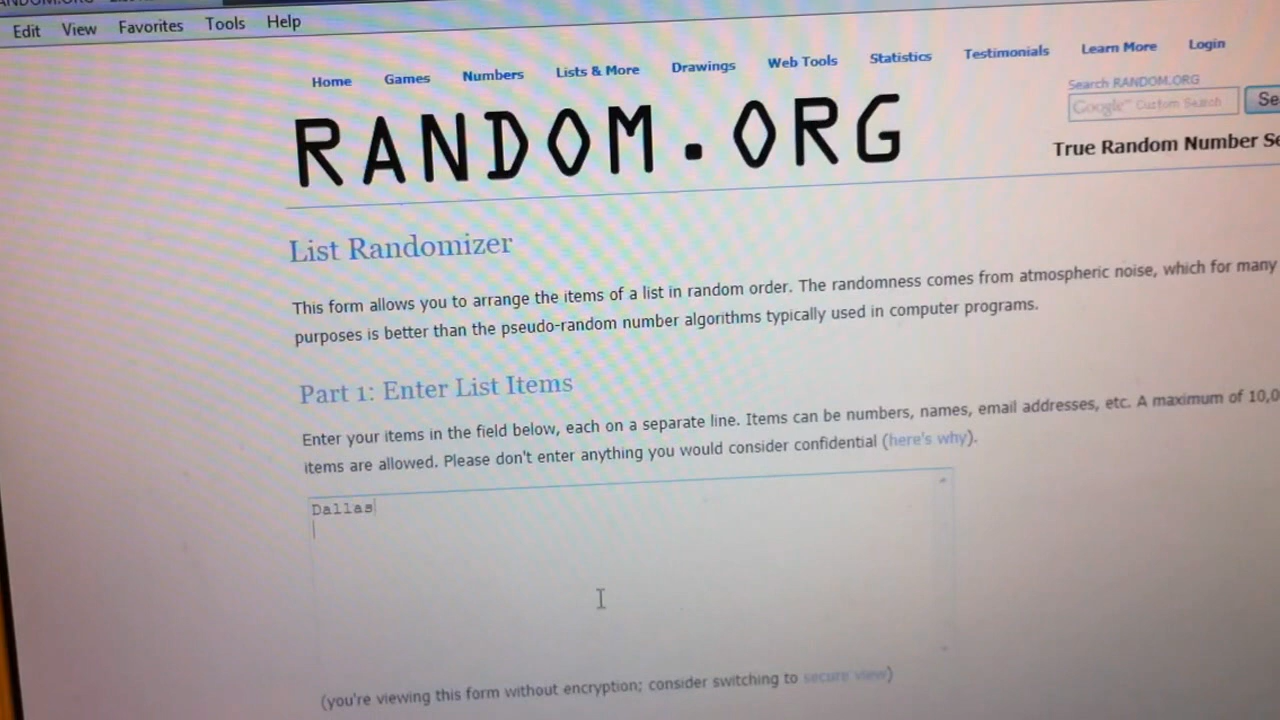 Edit View Favorites Tools Help
Home Games Numbers Lists & More Drawings Web Tools Statistics Testimonials Learn More Login
Search RANDOM.ORG
Google™ Custom Search
RANDOM.ORG
True Random Number
List Randomizer
This form allows you to arrange the items of a list in random order. The randomness comes from atmospheric noise, which for many
purposes is better than the pseudo-random number algorithms typically used in computer programs.
Part 1: Enter List Items
Enter your items in the field below, each on a separate line. Items can be numbers, names, email addresses, etc. A maximum of 10,0
items are allowed. Please don't enter anything you would consider confidential (here's why).
Dallas
(you're viewing this form without encryption; consider switching to secure view)